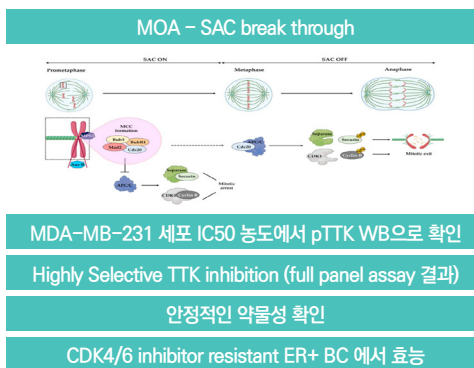 MOA – SAC break through
SAC ON
SAC OFF
Prometaphase
Metaphase
Anaphase
MCC
formation
Bub3
BubR1
Mad2
Cdc20
APC/C
Separase
Securin
CDK1
Cyclin B
Mitotic
arrest
APC/C
Cdc20
Separase
Securin
CDK1
Cyclin B
Mitotic exit
MDA-MB-231 세포 IC50 농도에서 pTTK WB으로 확인
Highly Selective TTK inhibition (full panel assay 결과)
안정적인 약물성 확인
CDK4/6 inhibitor resistant ER+ BC 에서 효능